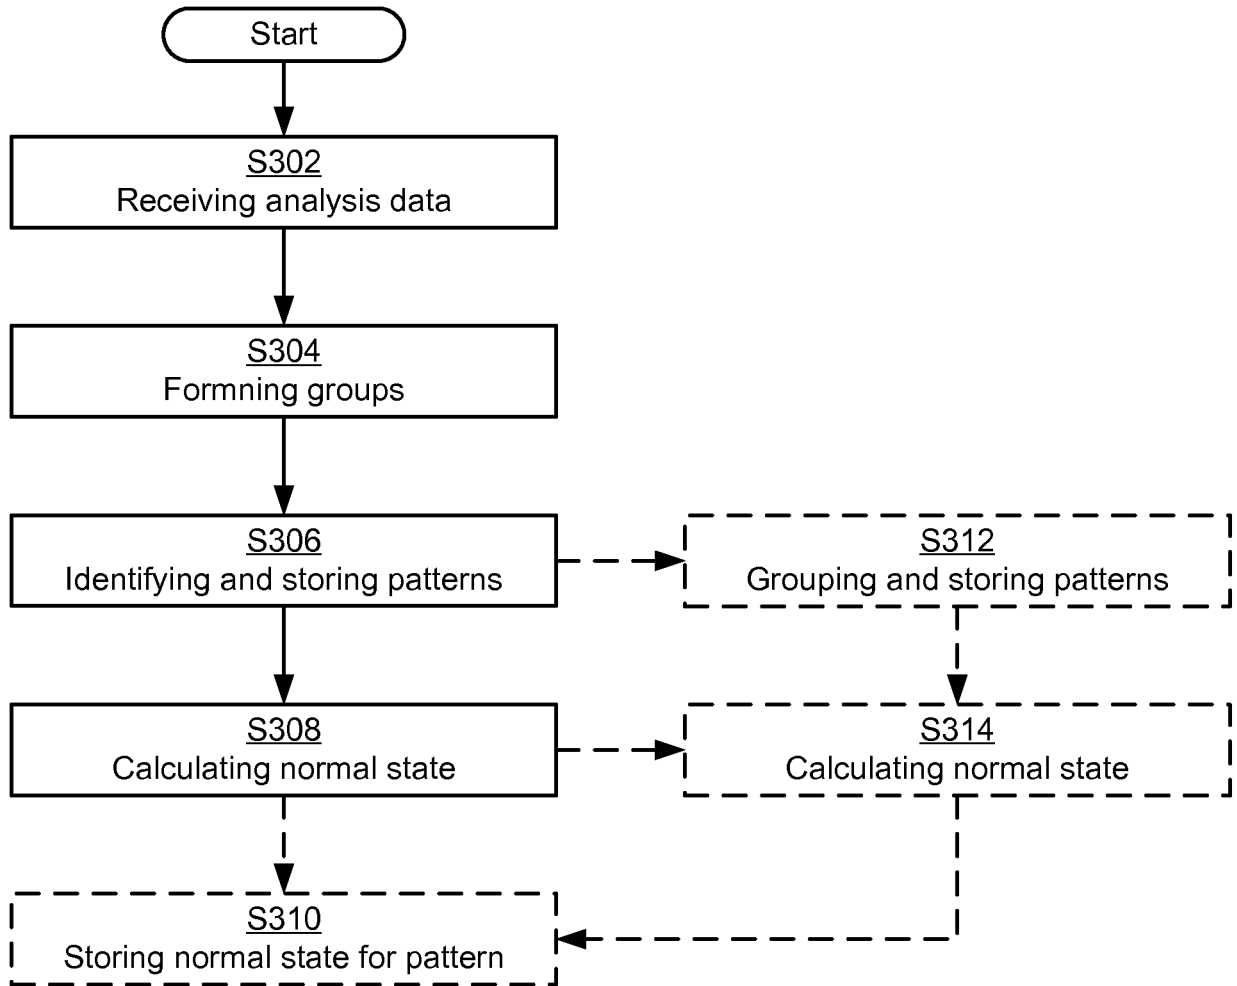 Start
S302
Receiving analysis data
S304
Formning groups
S306
Identifying and storing patterns
S312
Grouping and storing patterns
S308
Calculating normal state
S314
Calculating normal state
S310
Storing normal state for pattern